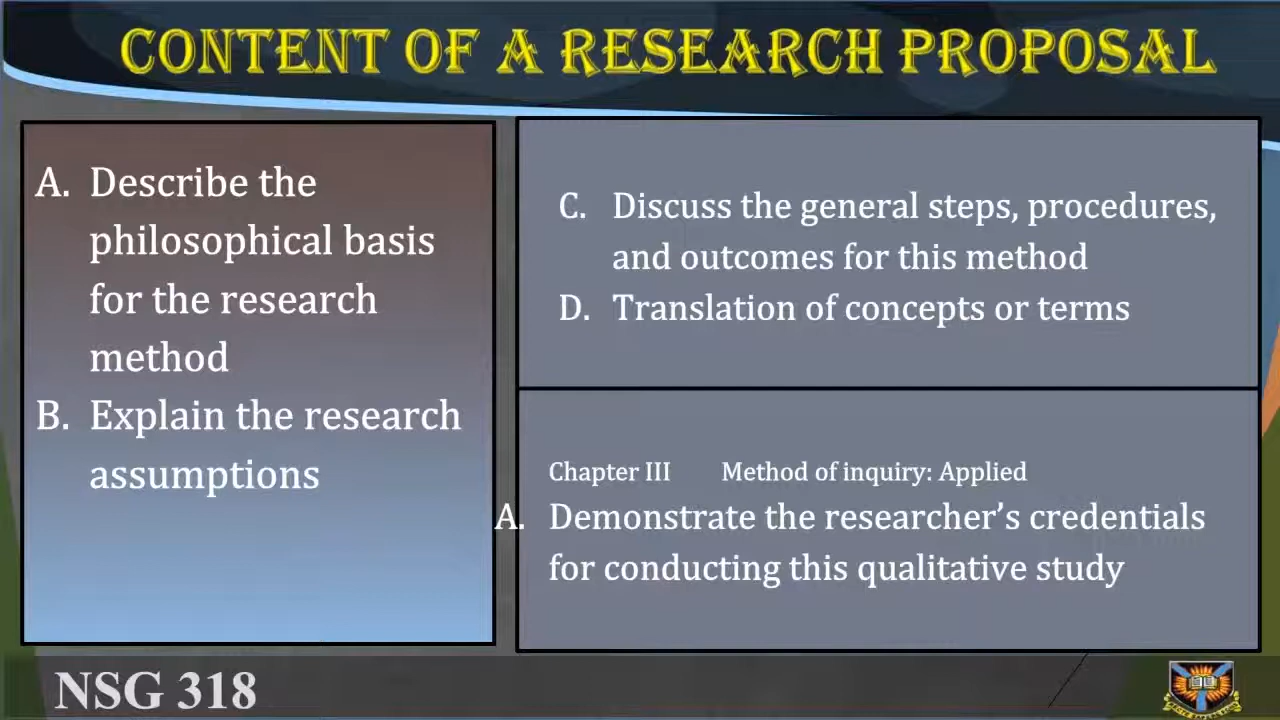 CONTENT OF A RESEARCH PROPOSAL
A. Describe the
philosophical basis
for the research
method
B. Explain the research
assumptions
C. Discuss the general steps, procedures,
and outcomes for this method
D. Translation of concepts or terms
Chapter III Method of inquiry: Applied
A. Demonstrate the researcher’s credentials
for conducting this qualitative study
NSG 318